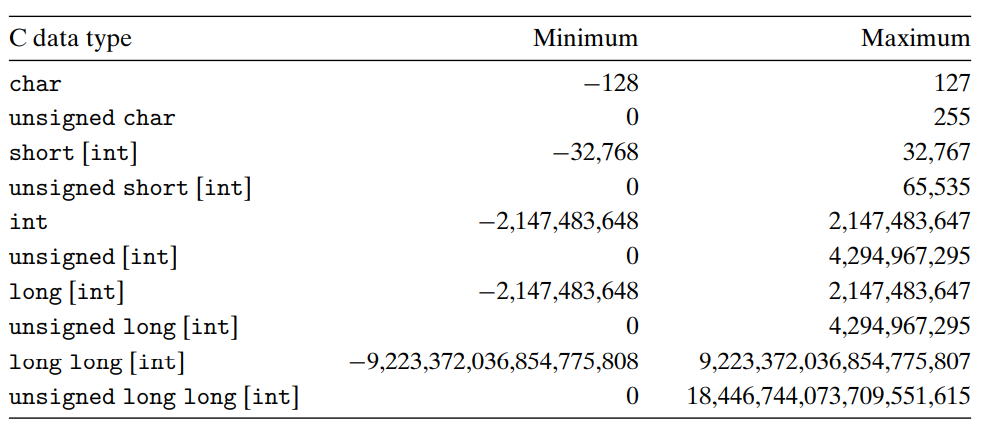 C data type Minimum Maximum
char −128 127
unsigned char 0 255
short [int] −32,768 32,767
unsigned short [int] 0 65,535
int −2,147,483,648 2,147,483,647
unsigned [int] 0 4,294,967,295
long [int] −2,147,483,648 2,147,483,647
unsigned long [int] 0 4,294,967,295
long long [int] −9,223,372,036,854,775,808 9,223,372,036,854,775,807
unsigned long long [int] 0 18,446,744,073,709,551,615